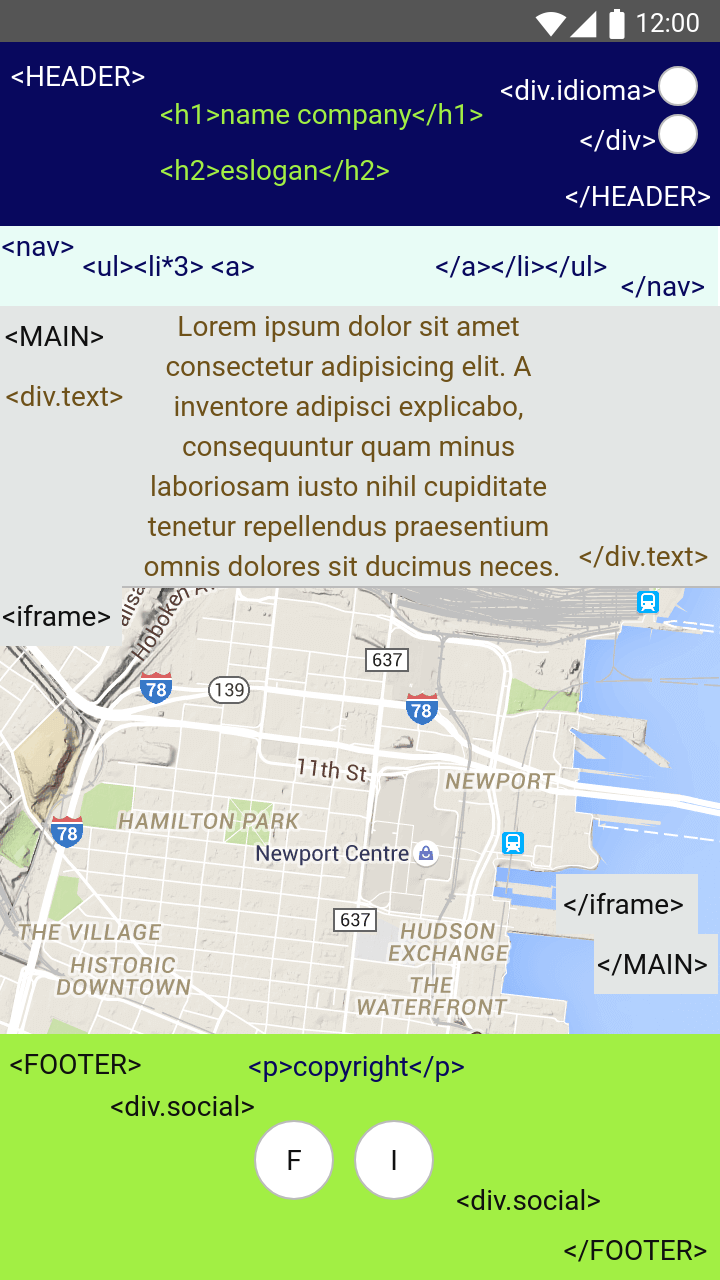 12:00
<HEADER>
<div.idioma>
<h1>name company</h1>
</div>
<h2>eslogan</h2>
</HEADER>
<nav>
<ul><li*3> <a> </a></li></ul>
</nav>
<MAIN>
Lorem ipsum dolor sit amet
consectetur adipisicing elit. A
<div.text>
inventore adipisci explicabo,
consequuntur quam minus
laboriosam iusto nihil cupiditate
tenetur repellendus praesentium
omnis dolores sit ducimus neces.
</div.text>
<iframe>
Hoboken
637
78
139
78
11th St
NEWPORT
HAMILTON PARK
78
Newport Centre
637
</iframe>
THE VILLAGE
HUDSON
EXCHANGE
HISTORIC
DOWNTOWN
</MAIN>
THE
WATERFRONT
<FOOTER>
<p>copyright</p>
<div.social>
F I
<div.social>
</FOOTER>